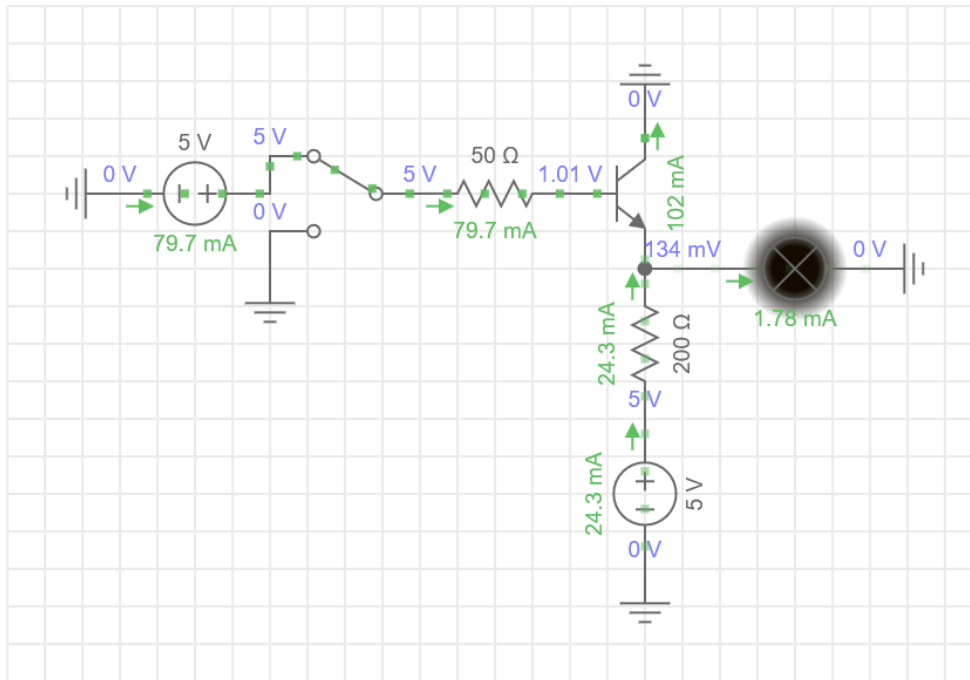 0 V
5 V
5 V
0 V
79.7 mA
5 V
50 Ω
79.7 mA
1.01 V
0 V
102 mA
134 mV
0 V
1.78 mA
24.3 mA
200 Ω
5 V
24.3 mA
5 V
0 V